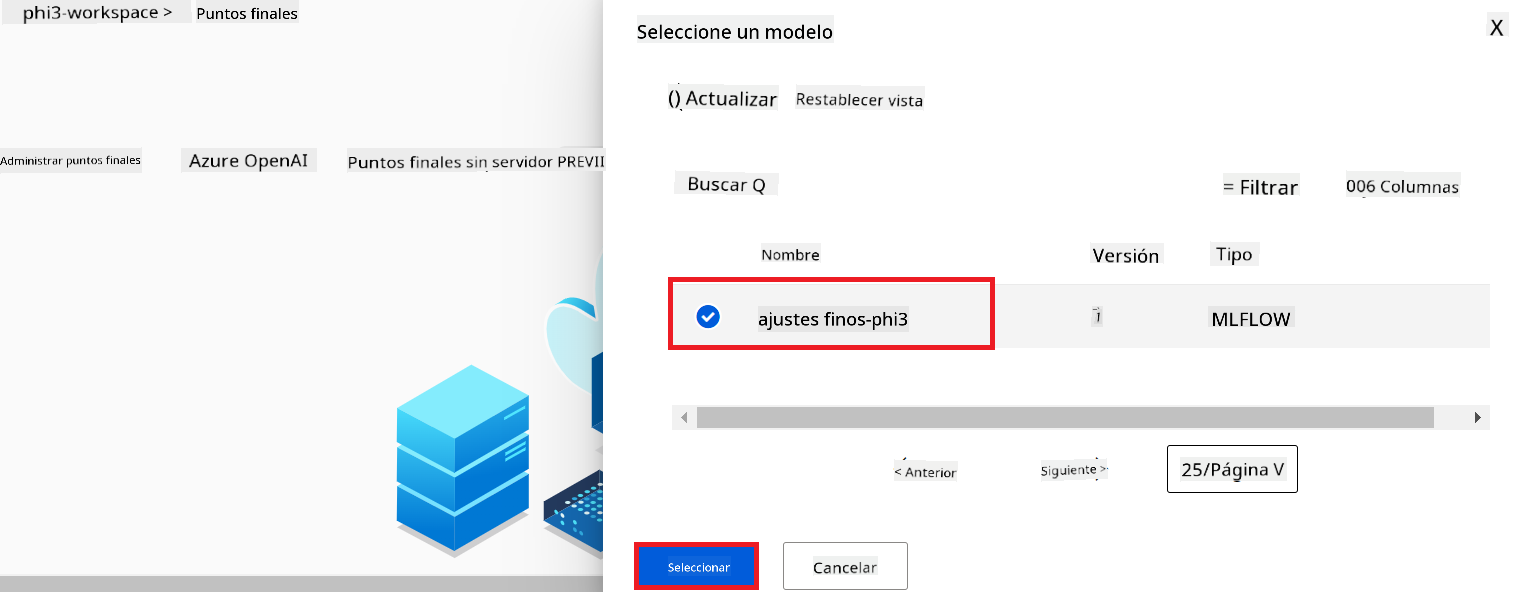 phi3-workspace > Puntos finales
Administrar puntos finales
Azure OpenAI
Puntos finales sin servidor PREVII
Seleccione un modelo
X
() Actualizar
Restablecer vista
Buscar Q
= Filtrar
006 Columnas
Nombre
Versión
Tipo
ajustes finos-phi3
1
MLFLOW
< Anterior
Siguiente >
25/Página V
Seleccionar
Cancelar